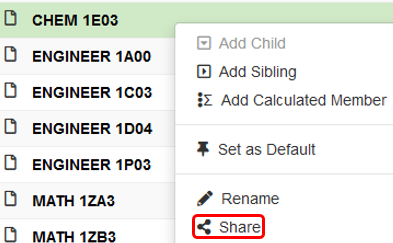 CHEM 1E03
ENGINEER 1A00
ENGINEER 1C03
ENGINEER 1D04
ENGINEER 1P03
MATH 1ZA3
MATH 1ZB3
Add Child
Add Sibling
Add Calculated Member
Set as Default
Rename
Share